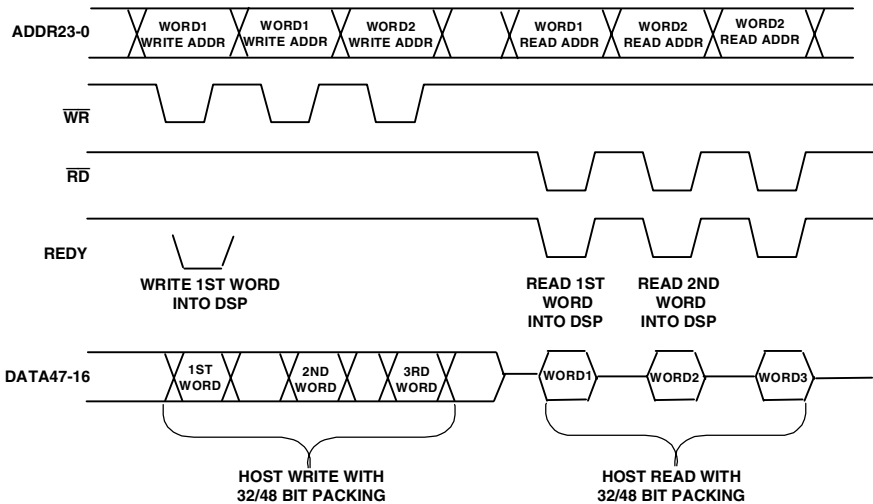 ADDR23-0
WORD1 WORD1 WORD2 WORD1 WORD2 WORD2
WRITE ADDR WRITE ADDR WRITE ADDR READ ADDR READ ADDR READ ADDR
WR
RD
REDY
WRITE 1ST WORD
INTO DSP
READ 1ST
WORD
INTO DSP
READ 2ND
WORD
INTO DSP
DATA47-16
1ST
WORD
2ND
WORD
3RD
WORD
WORD1
WORD2
WORD3
HOST WRITE WITH
32/48 BIT PACKING
HOST READ WITH
32/48 BIT PACKING